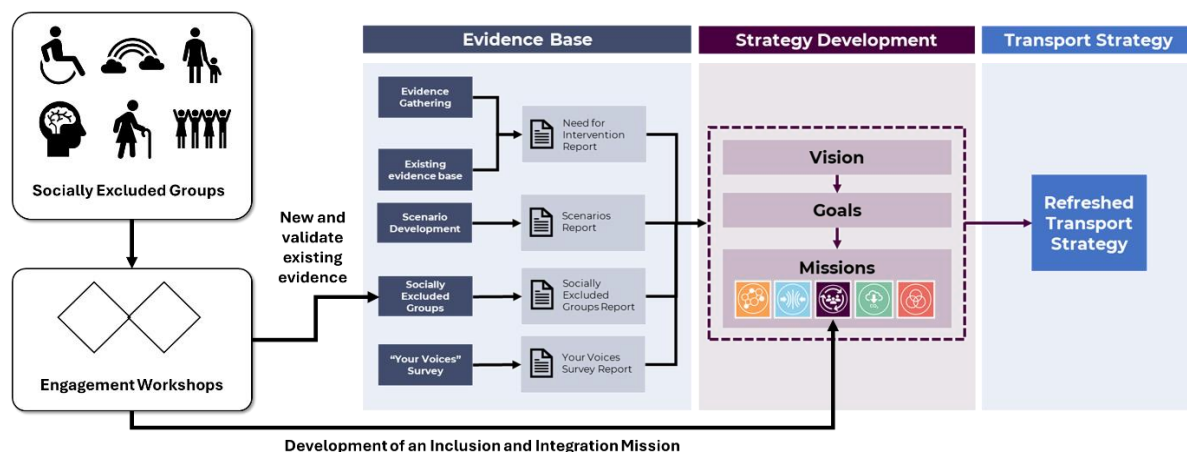 Socially Excluded Groups
Engagement Workshops
New and
validate
existing
evidence
Development of an Inclusion and Integration Mission
Evidence Base
Evidence
Gathering
Existing
evidence base
Need for
Intervention
Report
Scenario
Development
Scenarios
Report
Socially
Excluded
Groups
Socially
Excluded
Groups Report
“Your Voices”
Survey
Your Voices
Survey Report
Strategy Development
Vision
Goals
Missions
CO₂
Transport Strategy
Refreshed
Transport
Strategy